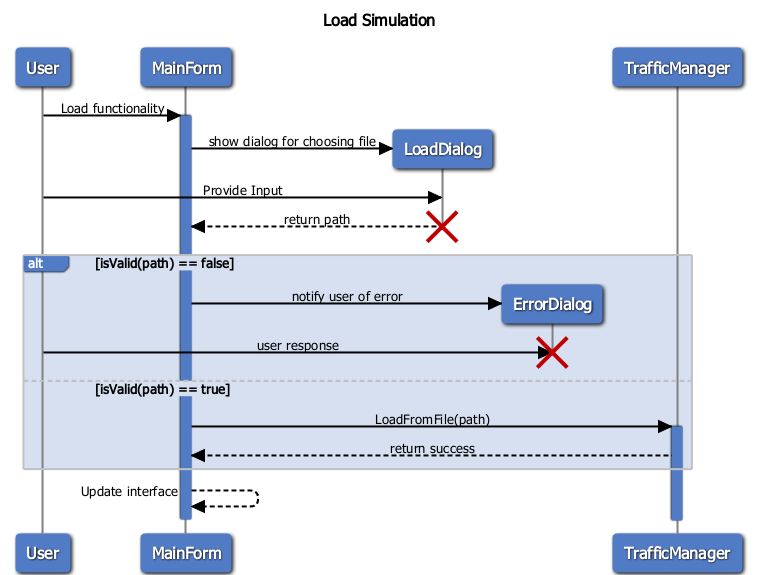 Load Simulation
User
MainForm
TrafficManager
Load functionality
show dialog for choosing file
LoadDialog
Provide Input
return path
alt
[isValid(path) == false]
notify user of error
ErrorDialog
user response
[isValid(path) == true]
LoadFromFile(path)
return success
Update interface
User
MainForm
TrafficManager